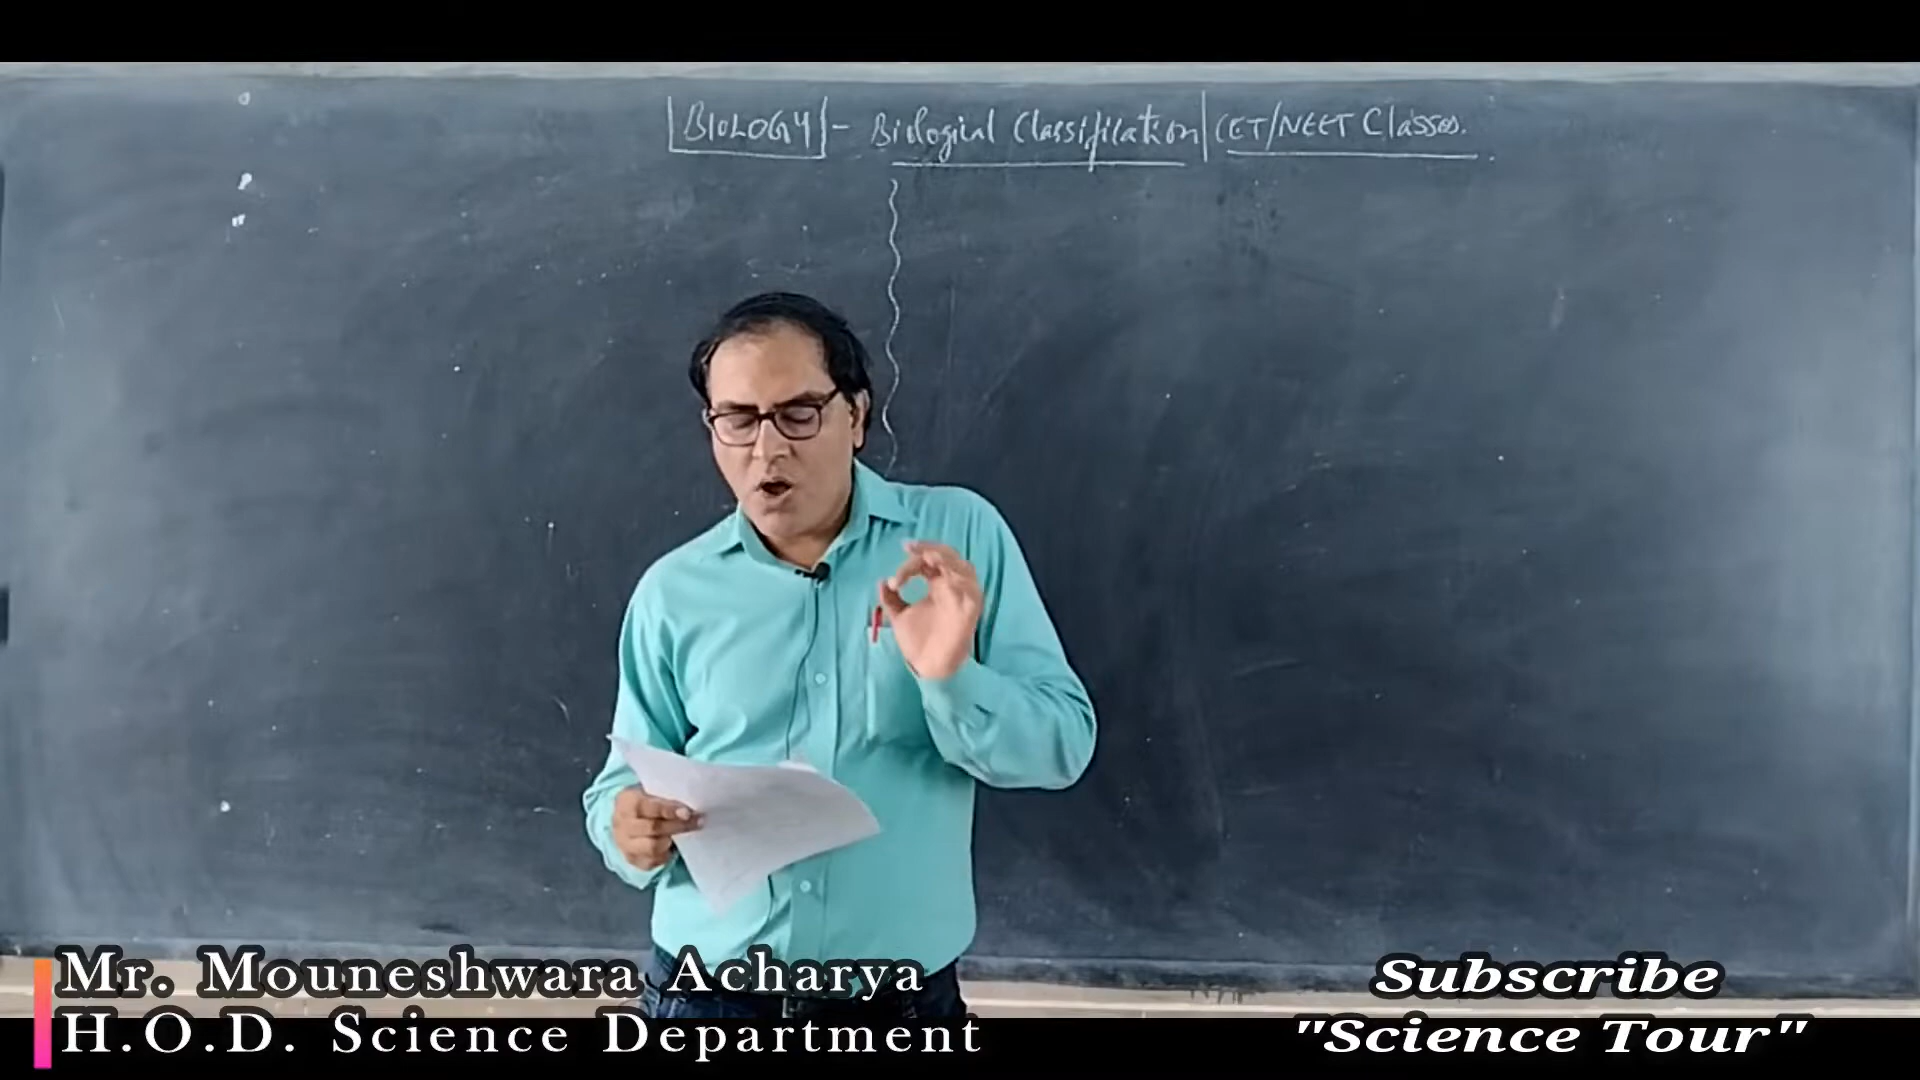 BIOLOGY - Biological Classification | CET/NEET Classes.
Mr. Mouneshwara Acharya
H.O.D. Science Department
Subscribe
"Science Tour"